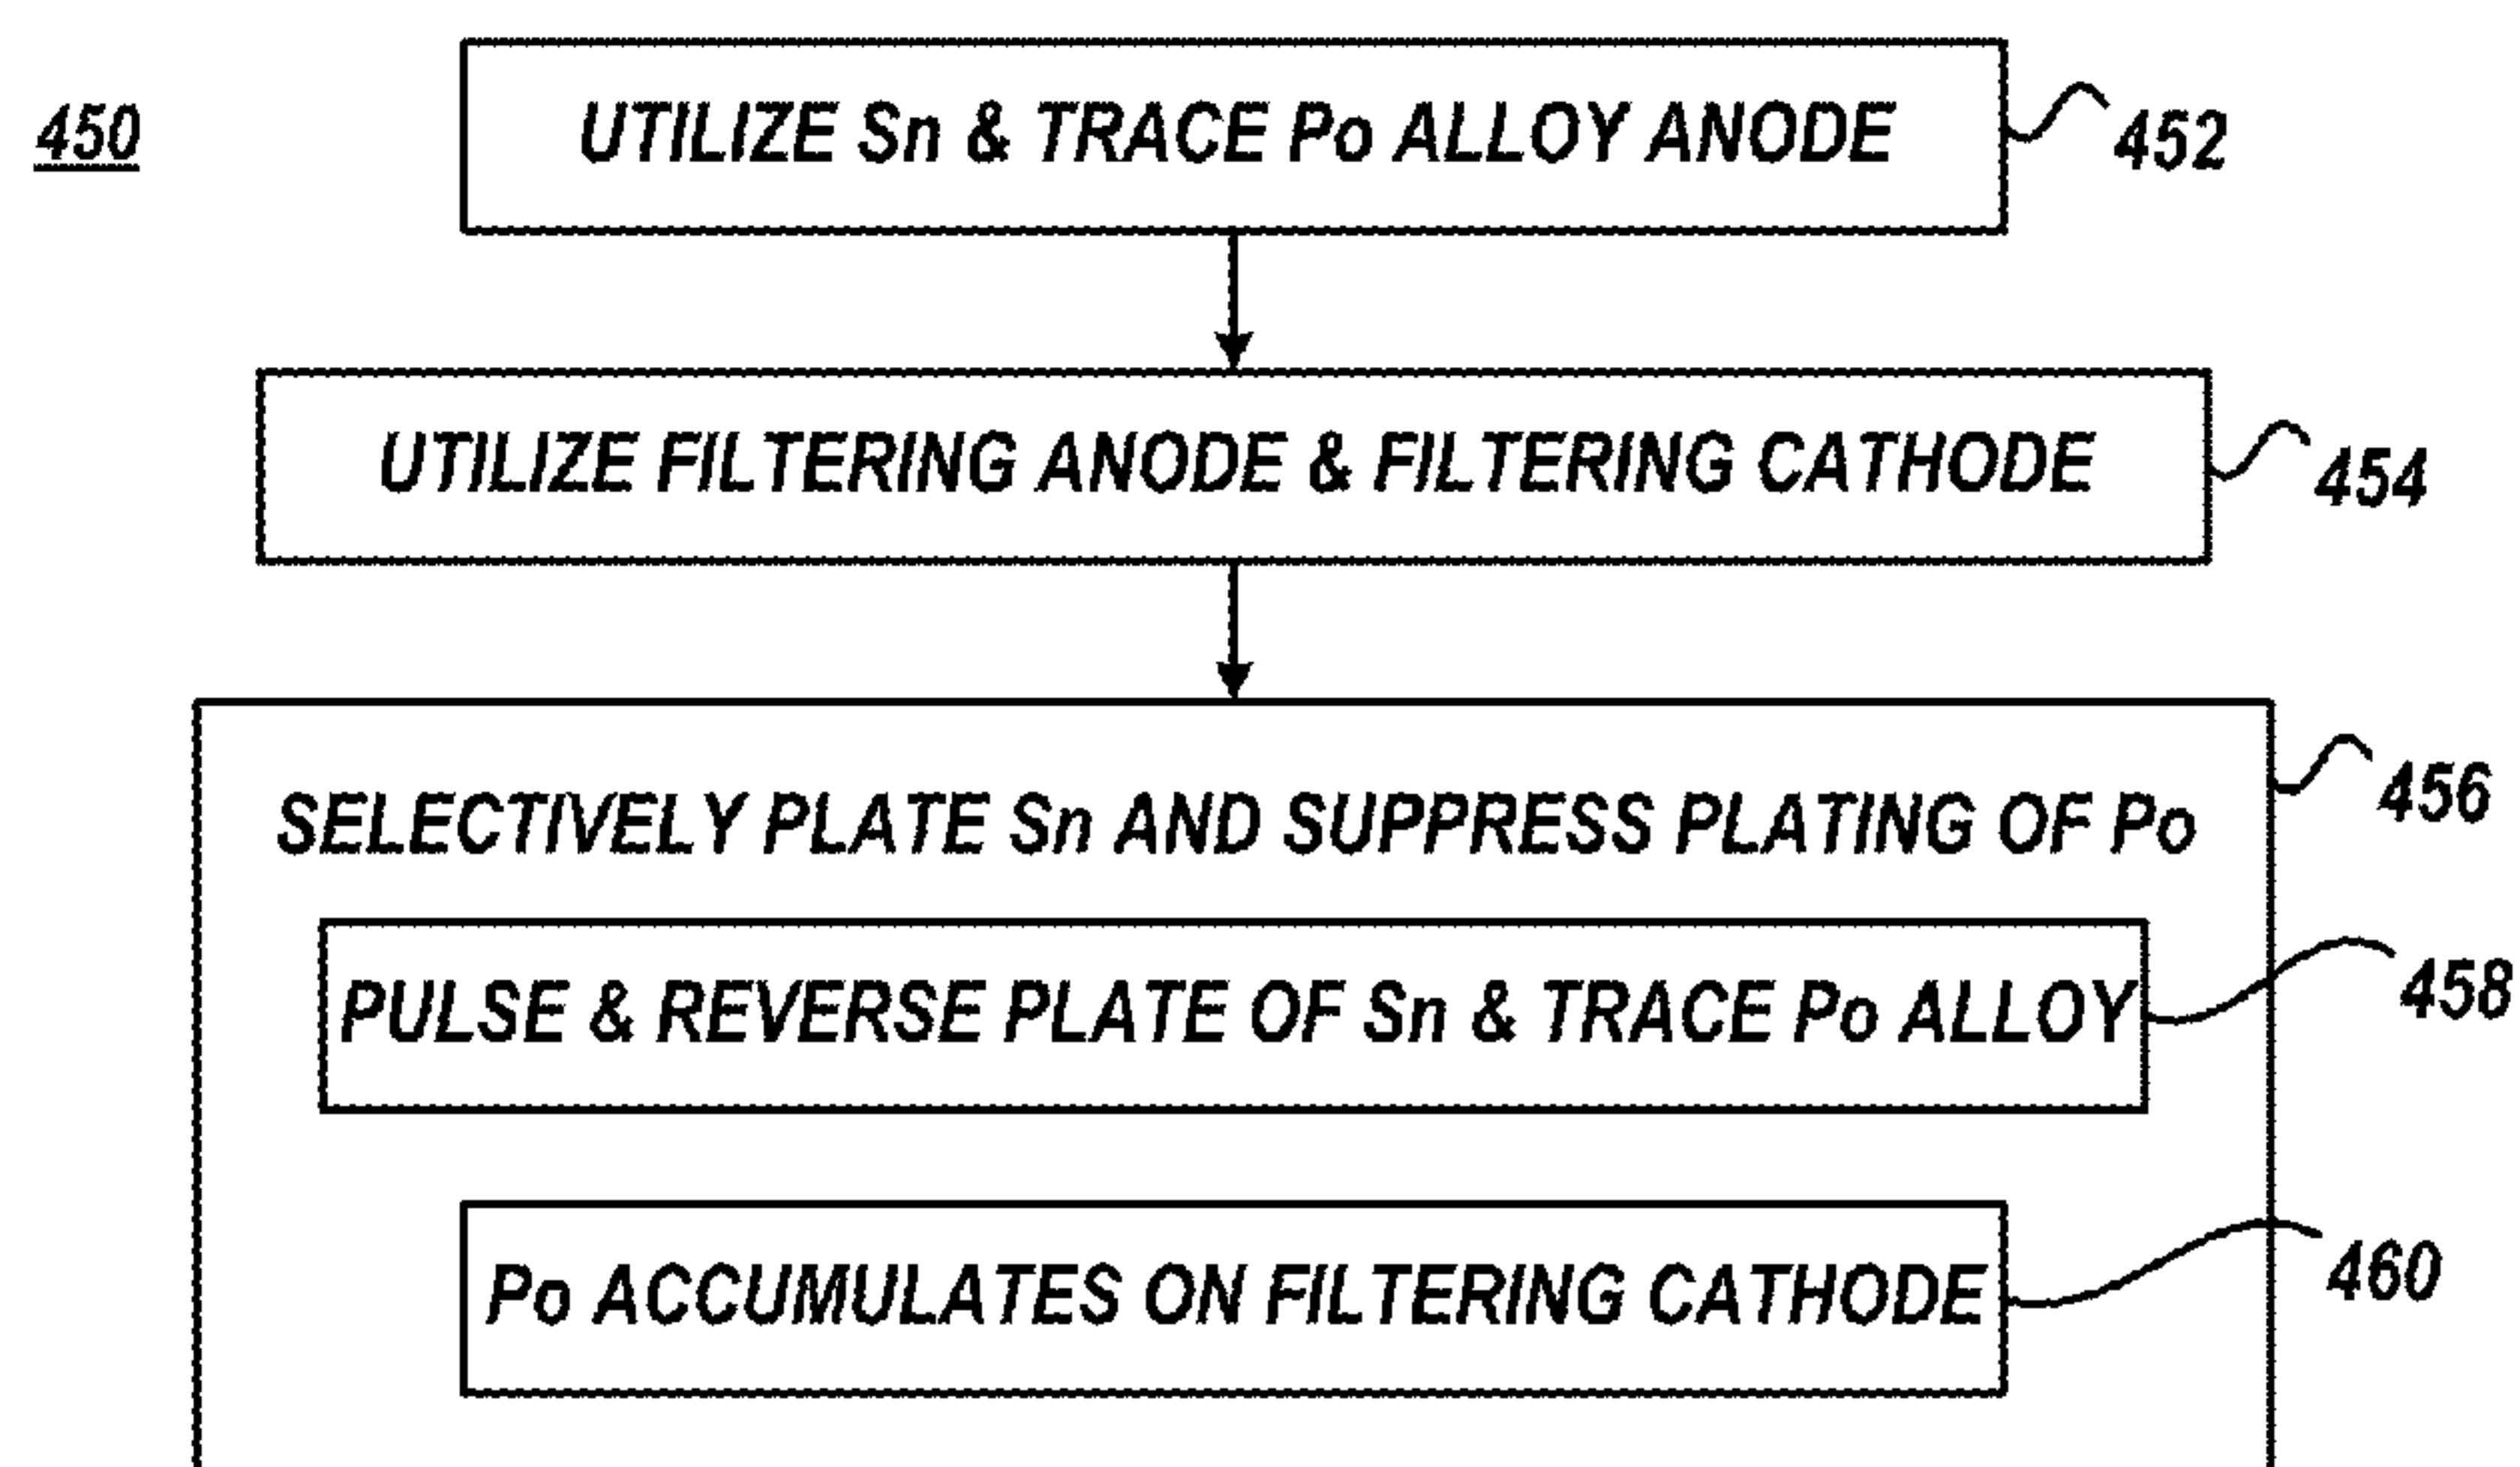 450
UTILIZE Sn & TRACE Po ALLOY ANODE
452
UTILIZE FILTERING ANODE & FILTERING CATHODE
454
SELECTIVELY PLATE Sn AND SUPPRESS PLATING OF Po
456
PULSE & REVERSE PLATE OF Sn & TRACE Po ALLOY
458
Po ACCUMULATES ON FILTERING CATHODE
460